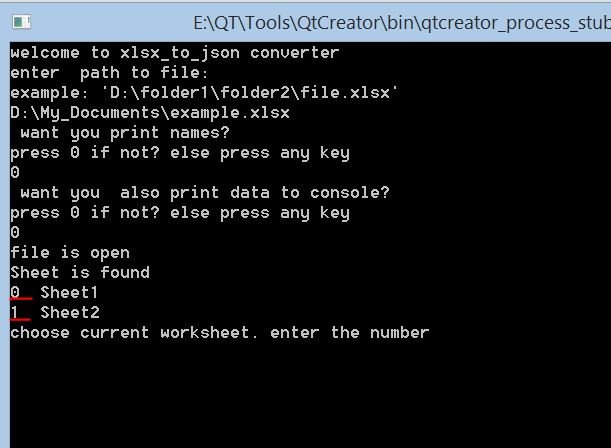 E:\QT\Tools\QtCreator\bin\qtcreator_process_stub
welcome to xlsx_to_json converter
enter  path to file:
example: 'D:\folder1\folder2\file.xlsx'
D:\My_Documents\example.xlsx
 want you print names?
press 0 if not? else press any key
0
 want you  also print data to console?
press 0 if not? else press any key
0
file is open
Sheet is found
0  Sheet1
1  Sheet2
choose current worksheet. enter the number